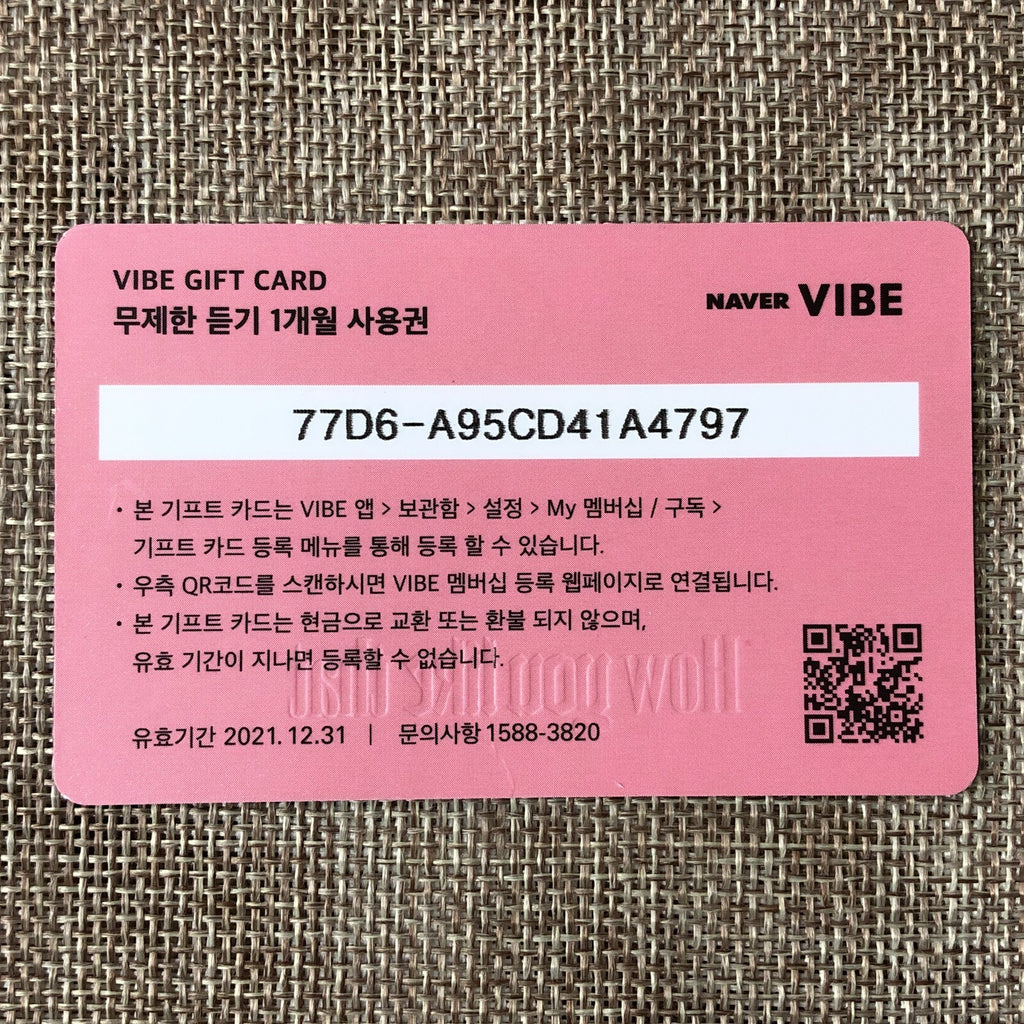 VIBE GIFT CARD
무제한 듣기 1개월 사용권
NAVER VIBE
77D6-A95CD41A4797
• 본 기프트 카드는 VIBE 앱 > 보관함 > 설정 > My 멤버십 / 구독 >
기프트 카드 등록 메뉴를 통해 등록 할 수 있습니다.
• 우측 QR코드를 스캔하시면 VIBE 멤버십 등록 웹페이지로 연결됩니다.
• 본 기프트 카드는 현금으로 교환 또는 환불 되지 않으며,
유효 기간이 지나면 등록할 수 없습니다.
How you like that
유효기간 2021. 12.31 | 문의사항 1588-3820